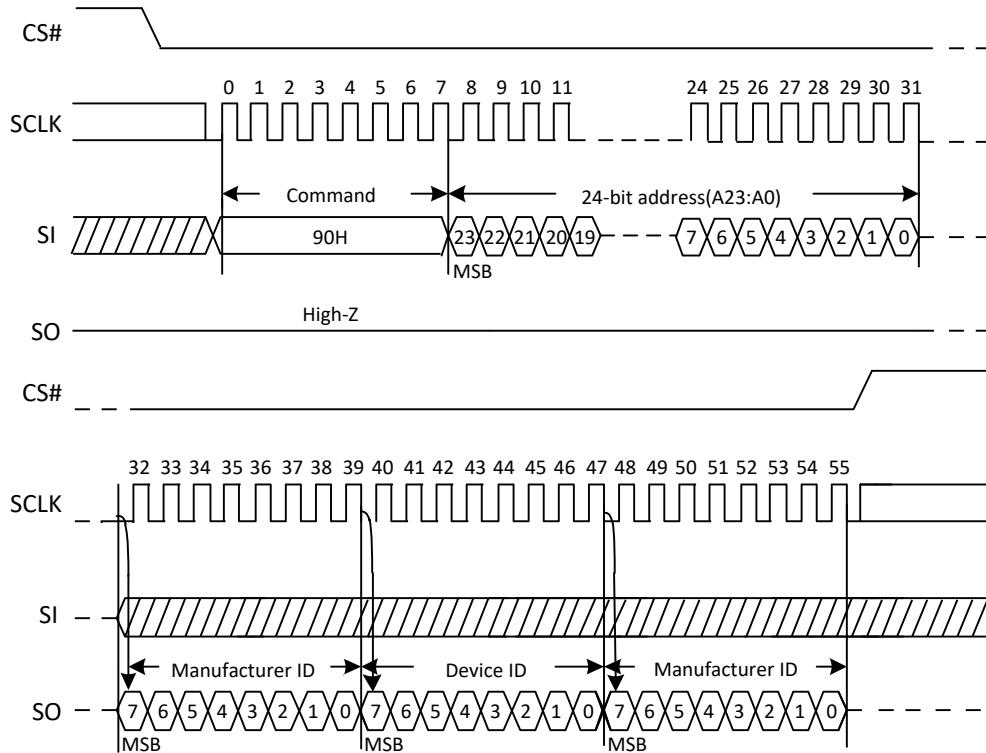 CS#
0 1 2 3 4 5 6 7 8 9 10 11 24 25 26 27 28 29 30 31
SCLK
Command 24-bit address(A23:A0)
SI 90H 23 22 21 20 19 7 6 5 4 3 2 1 0
MSB
High-Z
SO
CS#
32 33 34 35 36 37 38 39 40 41 42 43 44 45 46 47 48 49 50 51 52 53 54 55
SCLK
SI
Manufacturer ID Device ID Manufacturer ID
SO 7 6 5 4 3 2 1 0 7 6 5 4 3 2 1 0 7 6 5 4 3 2 1 0
MSB MSB MSB